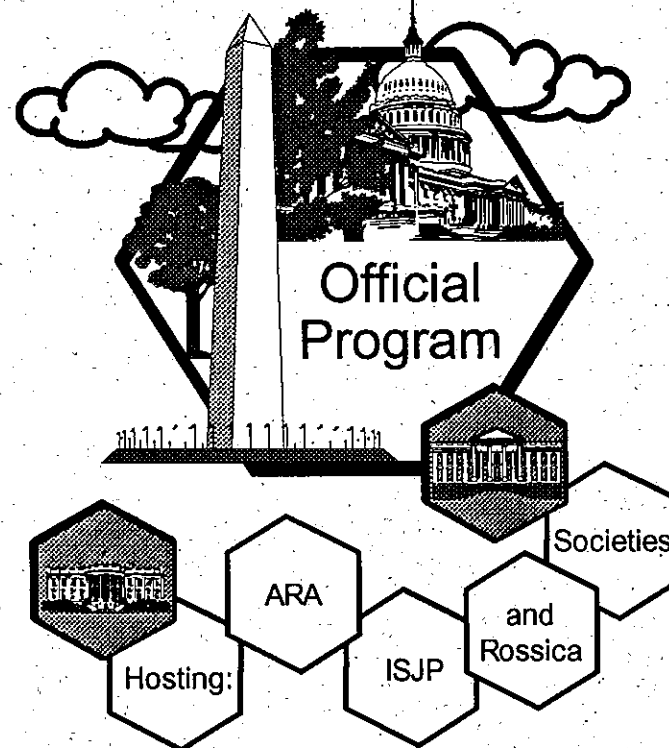 Official
Program
Hosting:
ARA
ISJP
and
Rossica
Societies